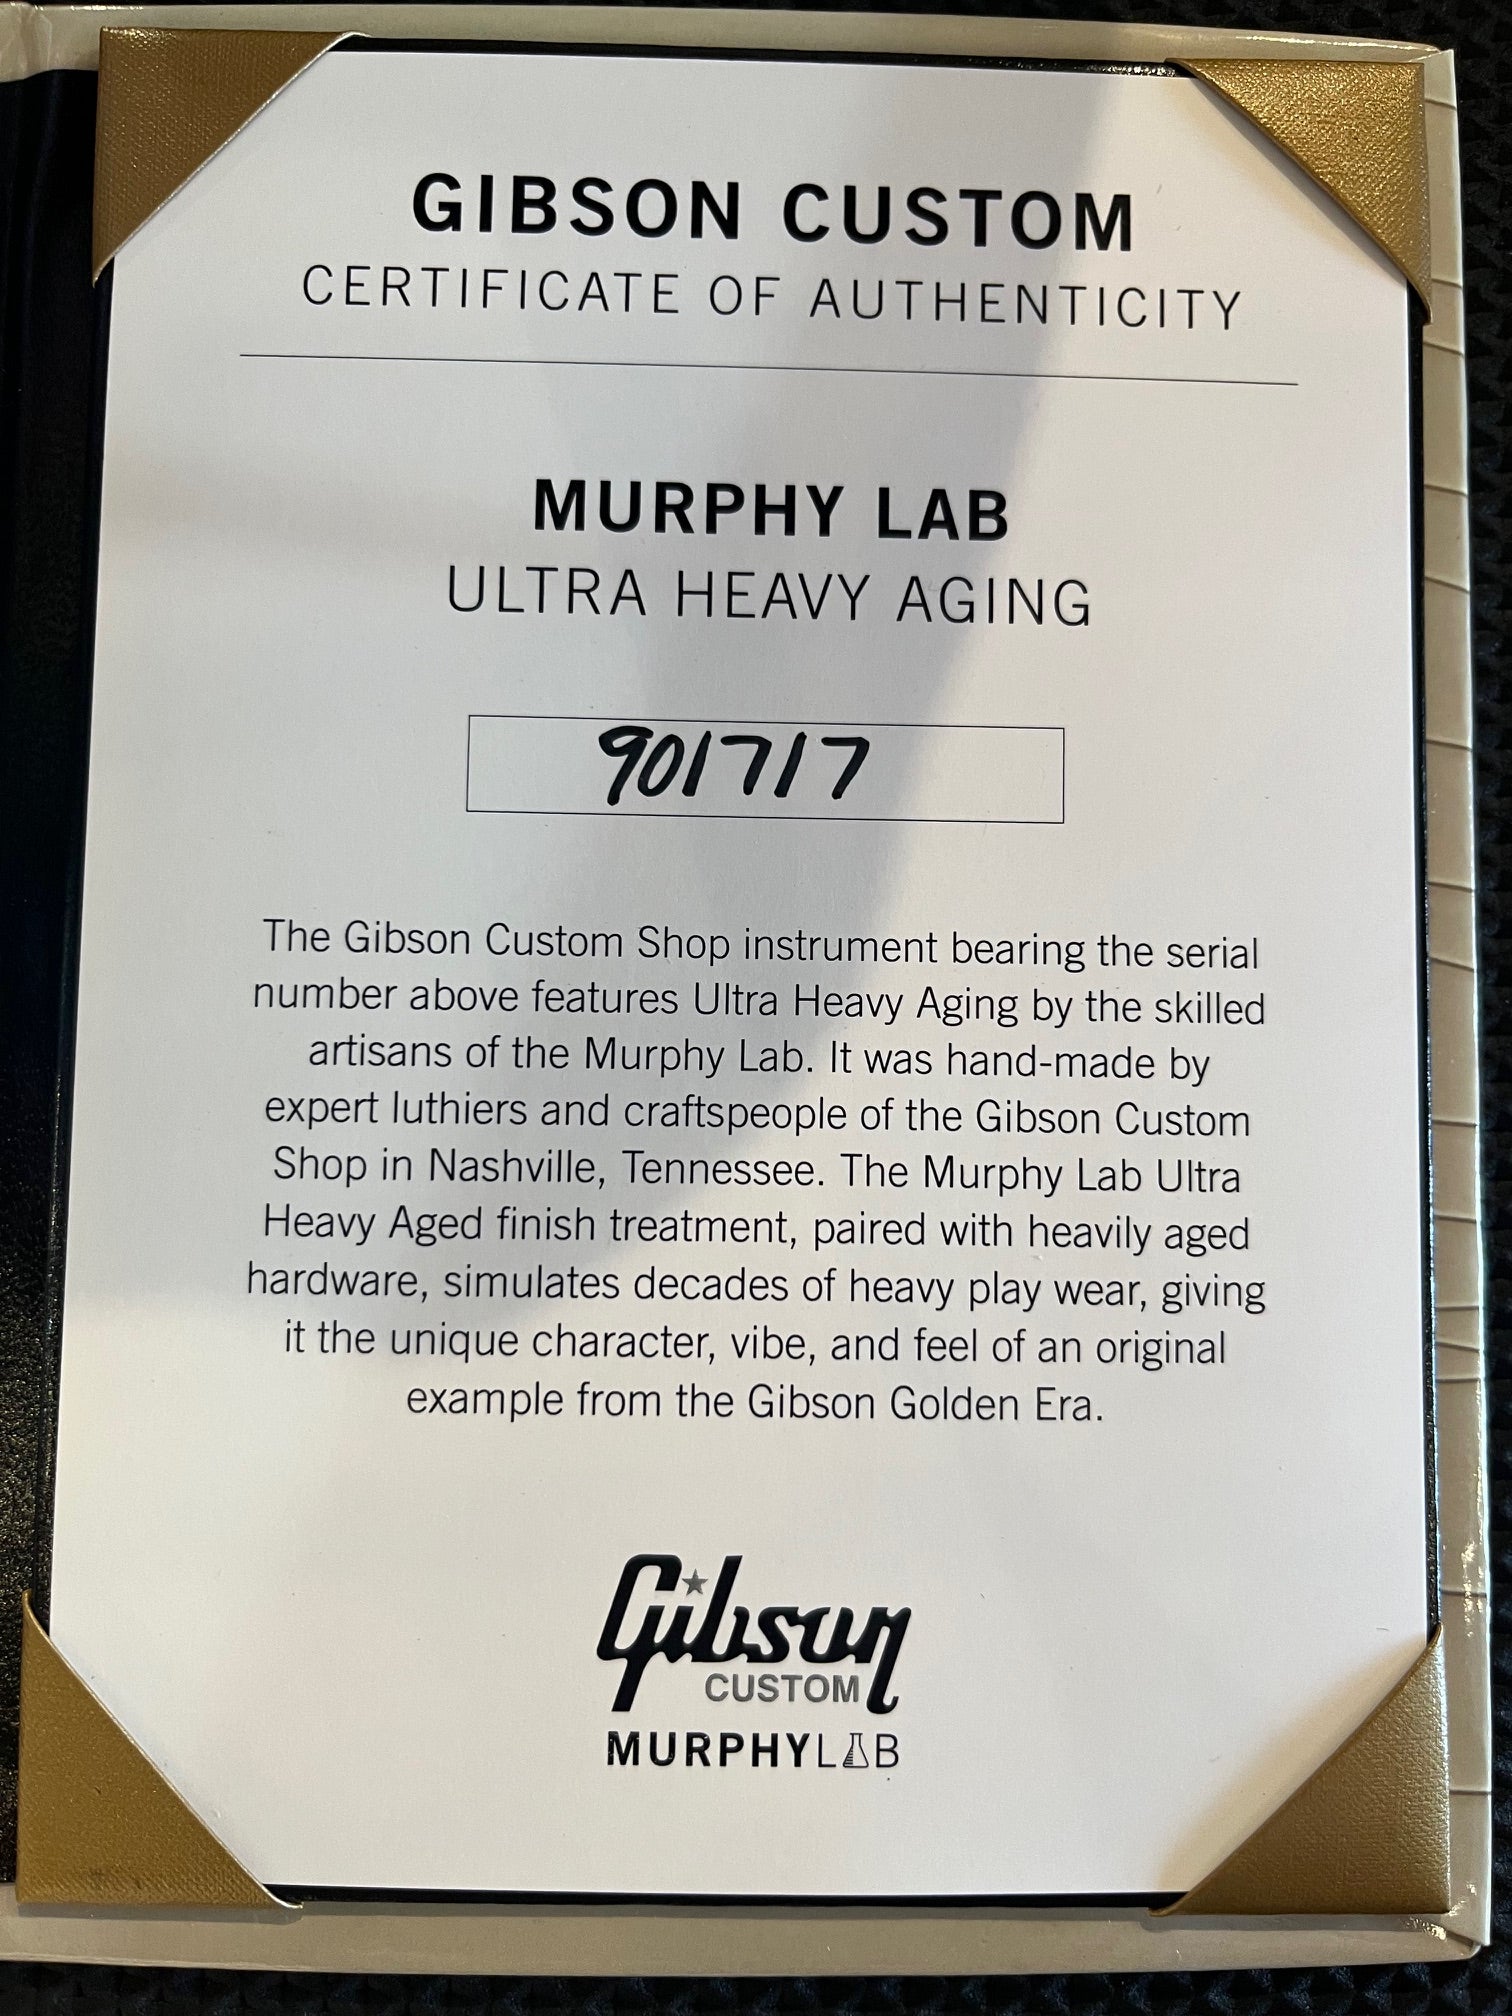 GIBSON CUSTOM
CERTIFICATE OF AUTHENTICITY
MURPHY LAB
ULTRA HEAVY AGING
901717
The Gibson Custom Shop instrument bearing the serial
number above features Ultra Heavy Aging by the skilled
artisans of the Murphy Lab. It was hand-made by
expert luthiers and craftspeople of the Gibson Custom
Shop in Nashville, Tennessee. The Murphy Lab Ultra
Heavy Aged finish treatment, paired with heavily aged
hardware, simulates decades of heavy play wear, giving
it the unique character, vibe, and feel of an original
example from the Gibson Golden Era.
Gibson
CUSTOM
MURPHYLAB